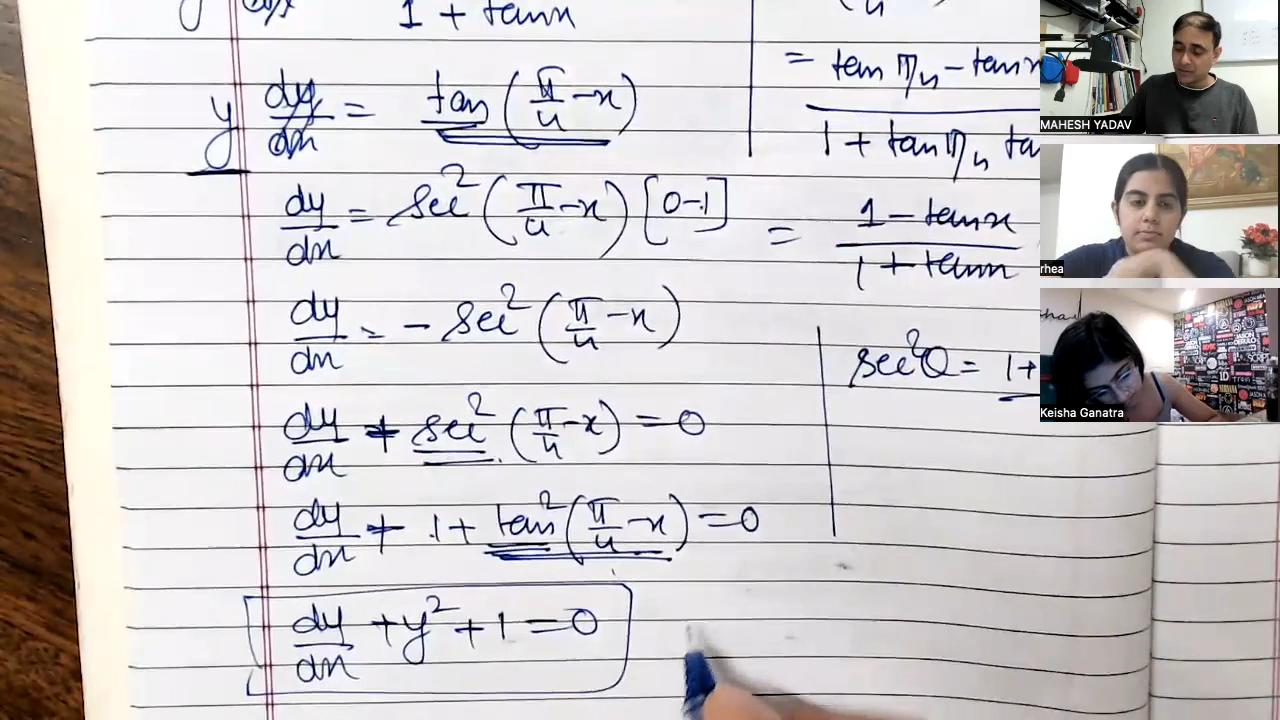 1 + tanx
y dy/dx = tan (π/4 - x)
dy/dx = sec² (π/4 - x) [0-1]
dy/dx = - sec² (π/4 - x)
dy/dx + sec² (π/4 - x) = 0
dy/dx + 1 + tan² (π/4 - x) = 0
dy/dx + y² + 1 = 0
= tan π/4 - tanx
1 + tan π/4 tan
= 1 - tanx
1 + tanx
sec²θ = 1+
MAHESH YADAV
rhea
Keisha Ganatra